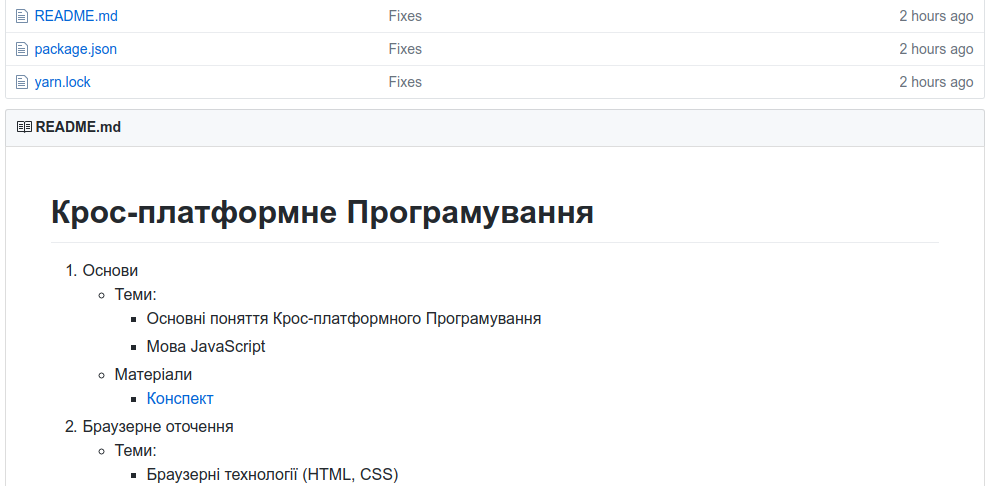 README.md Fixes 2 hours ago
package.json Fixes 2 hours ago
yarn.lock Fixes 2 hours ago
README.md
Крос-платформне Програмування
1. Основи
Теми:
Основні поняття Крос-платформного Програмування
Мова JavaScript
Матеріали
Конспект
2. Браузерне оточення
Теми:
Браузерні технології (HTML, CSS)